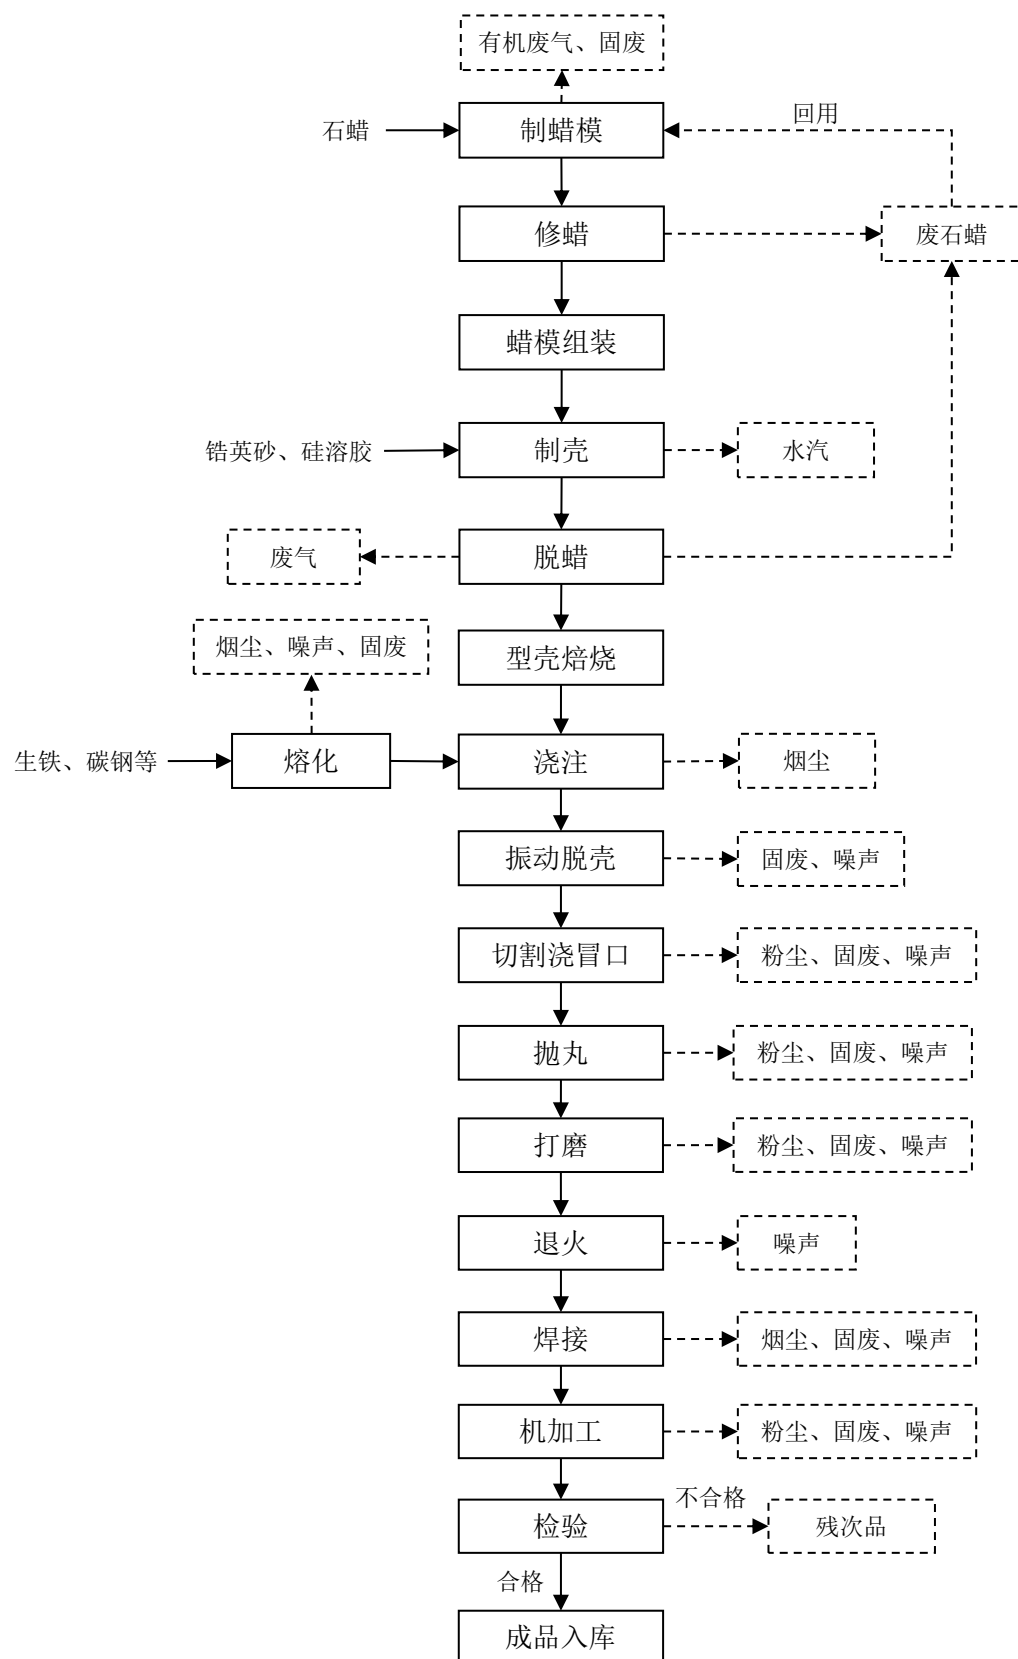 有机废气、固废
石蜡
制蜡模
回用
修蜡
废石蜡
蜡模组装
锆英砂、硅溶胶
制壳
水汽
废气
脱蜡
烟尘、噪声、固废
型壳焙烧
生铁、碳钢等
熔化
浇注
烟尘
振动脱壳
固废、噪声
切割浇冒口
粉尘、固废、噪声
抛丸
粉尘、固废、噪声
打磨
粉尘、固废、噪声
退火
噪声
焊接
烟尘、固废、噪声
机加工
粉尘、固废、噪声
不合格
检验
残次品
合格
成品入库